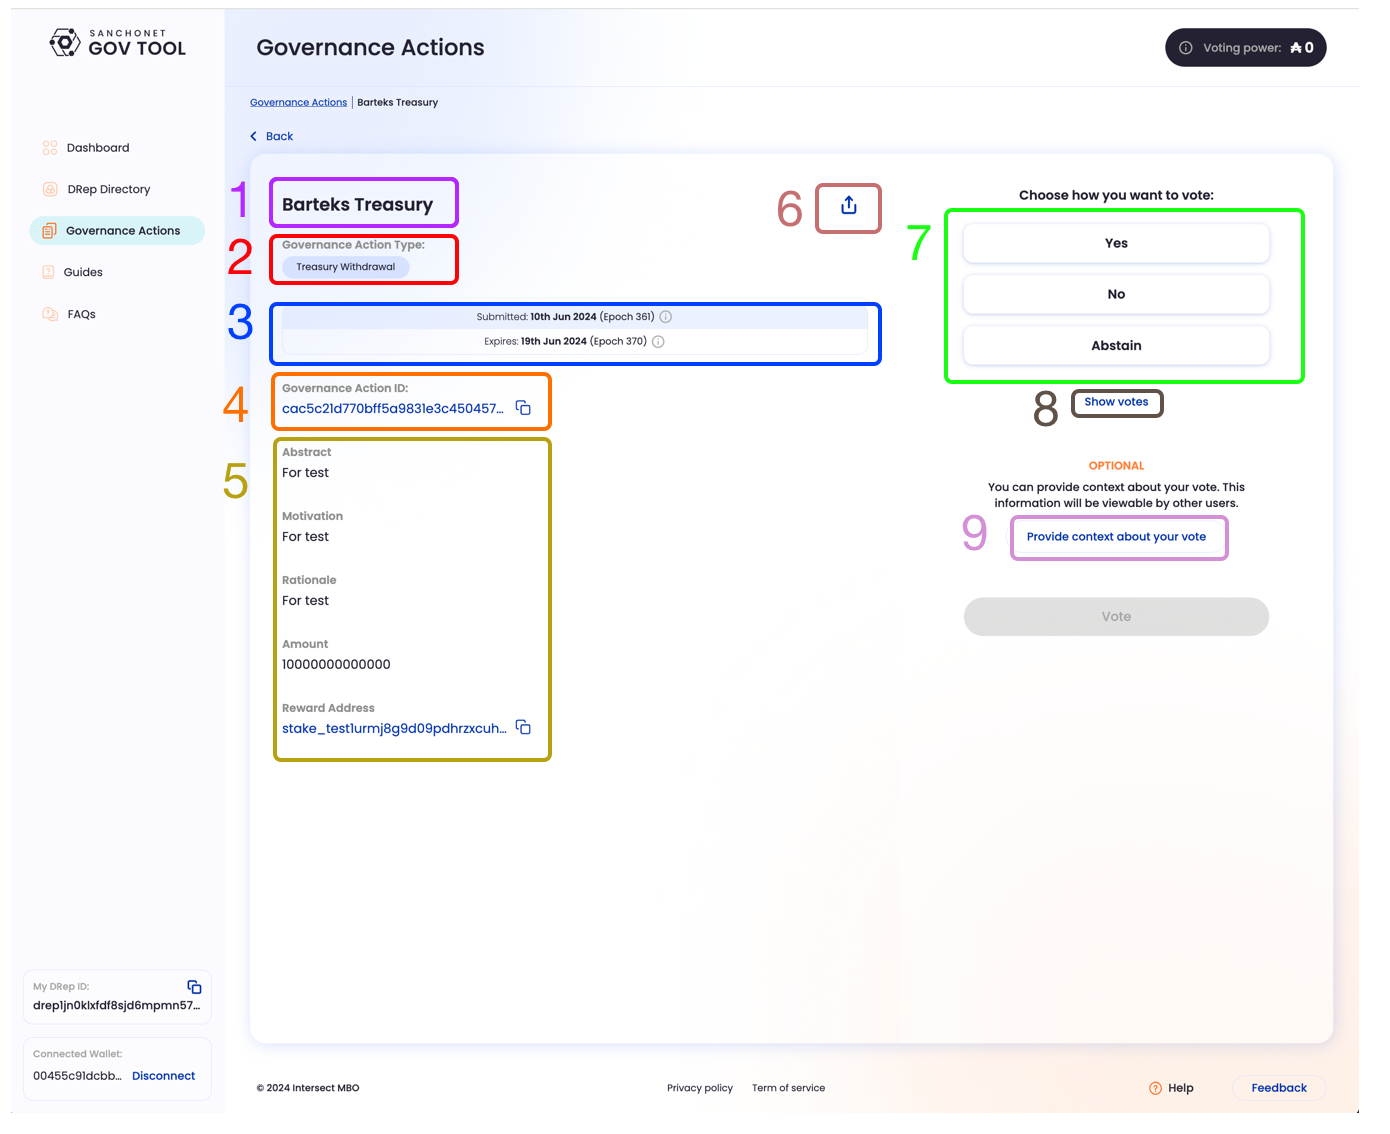 SANCHONET
GOV TOOL
Governance Actions
Voting power: ₳ 0
Governance Actions | Barteks Treasury
Back
Dashboard
DRep Directory
Governance Actions
Guides
FAQs
1
Barteks Treasury
2
Governance Action Type:
Treasury Withdrawal
3
Submitted: 10th Jun 2024 (Epoch 361)
Expires: 19th Jun 2024 (Epoch 370)
4
Governance Action ID:
cac5c21d770bff5a9831e3c450457...
5
Abstract
For test
Motivation
For test
Rationale
For test
Amount
10000000000000
Reward Address
stake_test1urmj8g9d09pdhrzxcuh...
6
Choose how you want to vote:
7
Yes
No
Abstain
8
Show votes
OPTIONAL
You can provide context about your vote. This
information will be viewable by other users.
9
Provide context about your vote
Vote
My DRep ID:
drep1jn0klxfdf8sjd6mpmn57...
Connected Wallet:
00455c91dcbb... Disconnect
© 2024 Intersect MBO
Privacy policy
Term of service
Help
Feedback